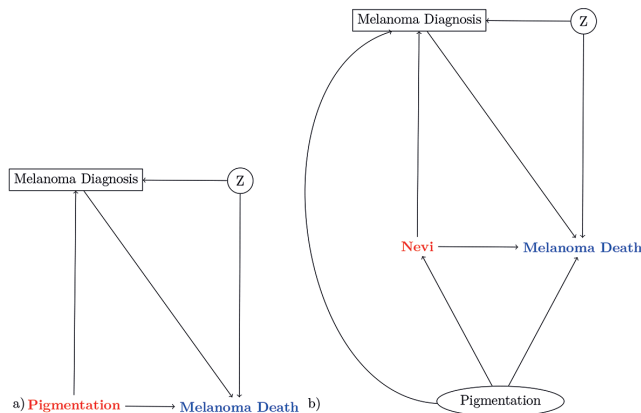 Melanoma Diagnosis
Z
Melanoma Diagnosis
Z
Nevi
Melanoma Death
a) Pigmentation
Melanoma Death
b)
Pigmentation